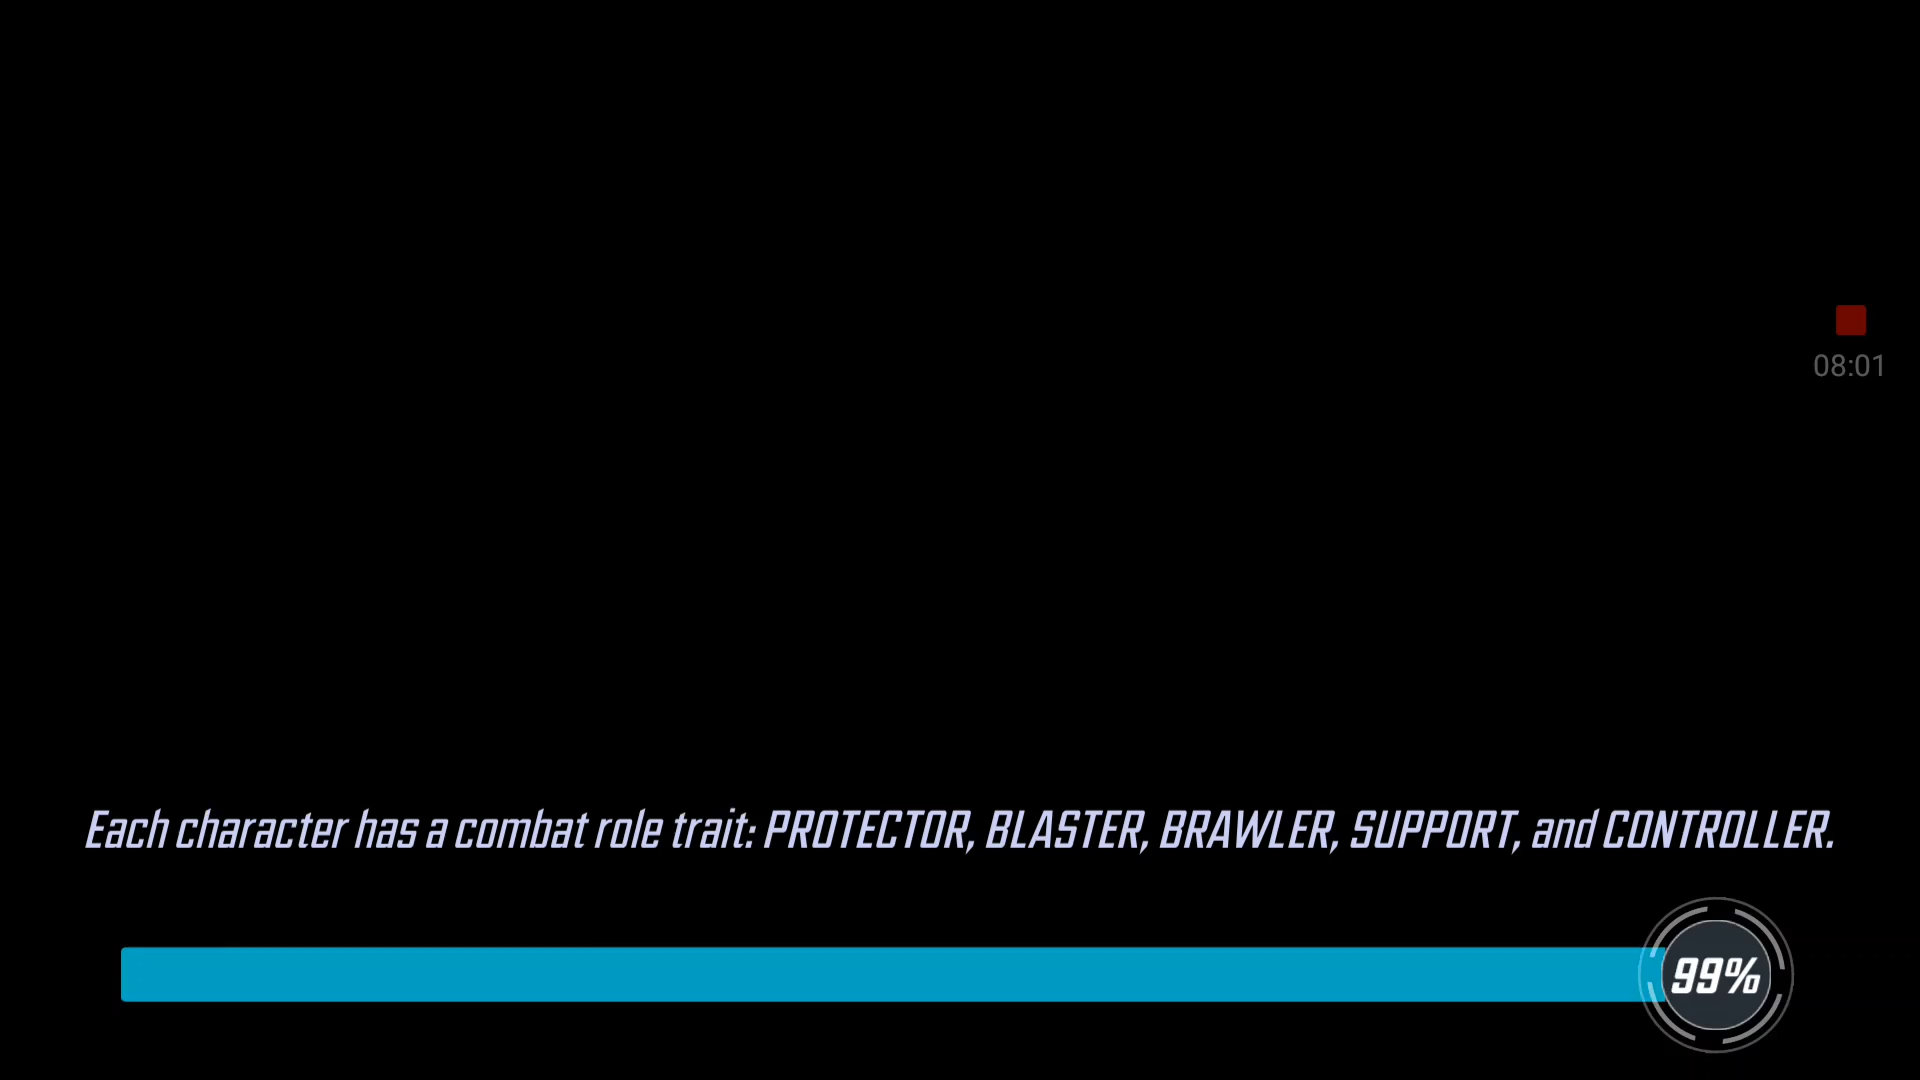 08:01
Each character has a combat role trait: PROTECTOR, BLASTER, BRAWLER, SUPPORT, and CONTROLLER.
99%